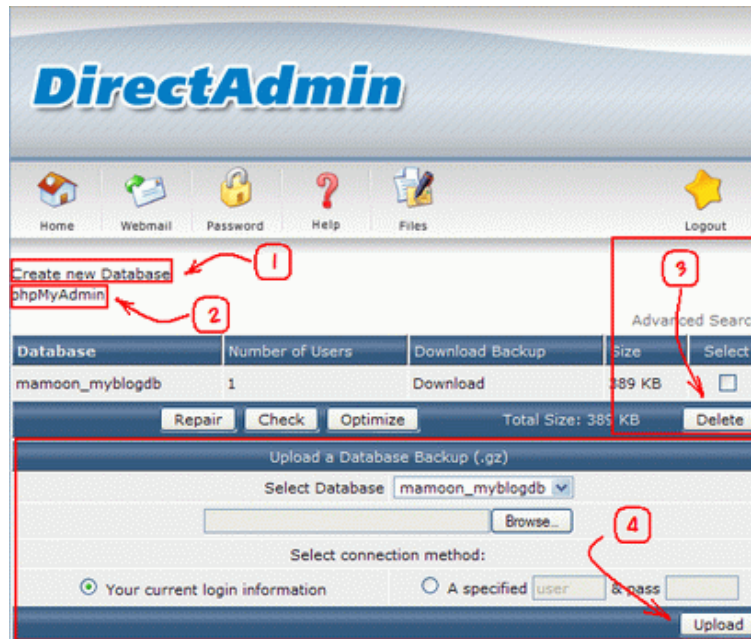 DirectAdmin
Home Webmail Password Help Files Logout
Create new Database 1
phpMyAdmin 2
3
Advanced Searc
Database Number of Users Download Backup Size Select
mamoon_myblogdb 1 Download 389 KB
Repair Check Optimize Total Size: 389 KB Delete
Upload a Database Backup (.gz)
Select Database mamoon_myblogdb
Browse...
4
Select connection method:
Your current login information A specified user & pass
Upload